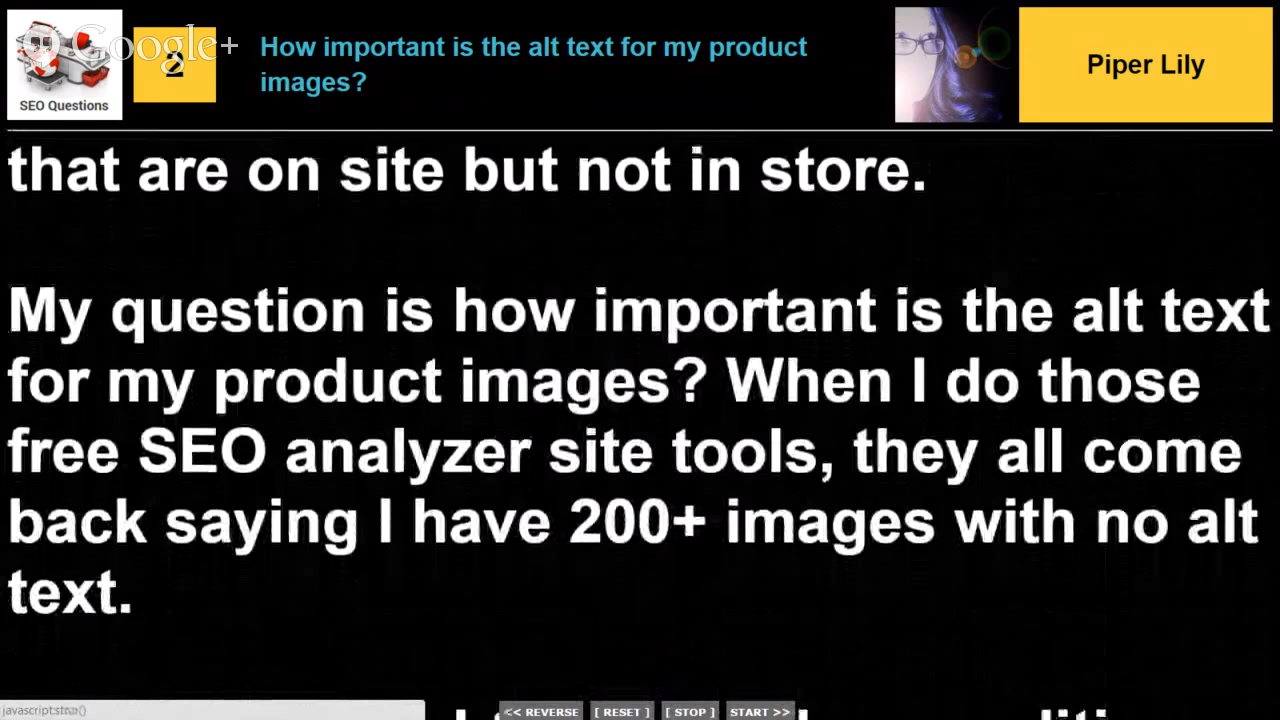 Google+
SEO Questions
2
How important is the alt text for my product
images?
Piper Lily
that are on site but not in store.
My question is how important is the alt text
for my product images? When I do those
free SEO analyzer site tools, they all come
back saying I have 200+ images with no alt
text.
<< REVERSE
[ RESET ]
[ STOP ]
START >>